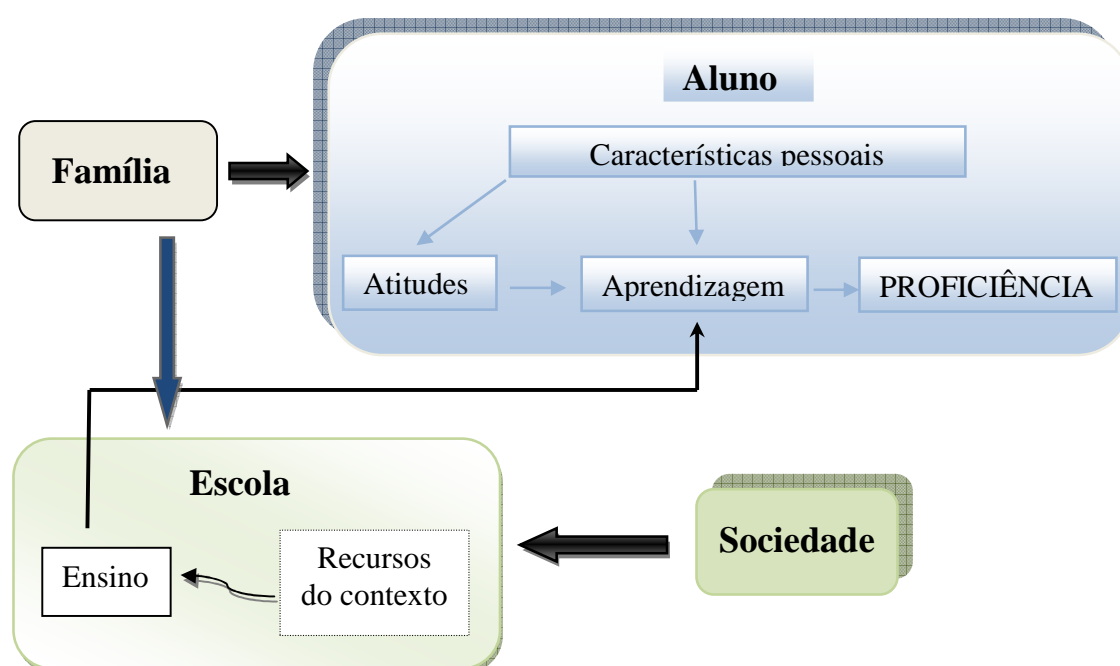 Aluno
Família
Características pessoais
Atitudes
Aprendizagem
PROFICIÊNCIA
Escola
Sociedade
Ensino
Recursos
do contexto